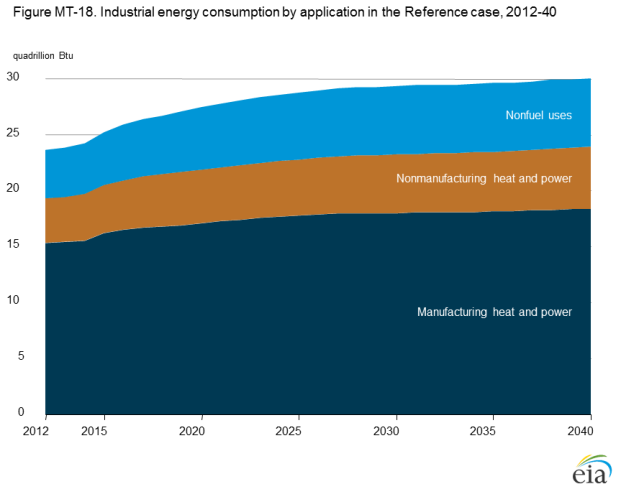 Figure MT-18. Industrial energy consumption by application in the Reference case, 2012-40
quadrillion Btu
30
25
20
15
10
5
0
Nonfuel uses
Nonmanufacturing heat and power
Manufacturing heat and power
2012 2015 2020 2025 2030 2035 2040
eia